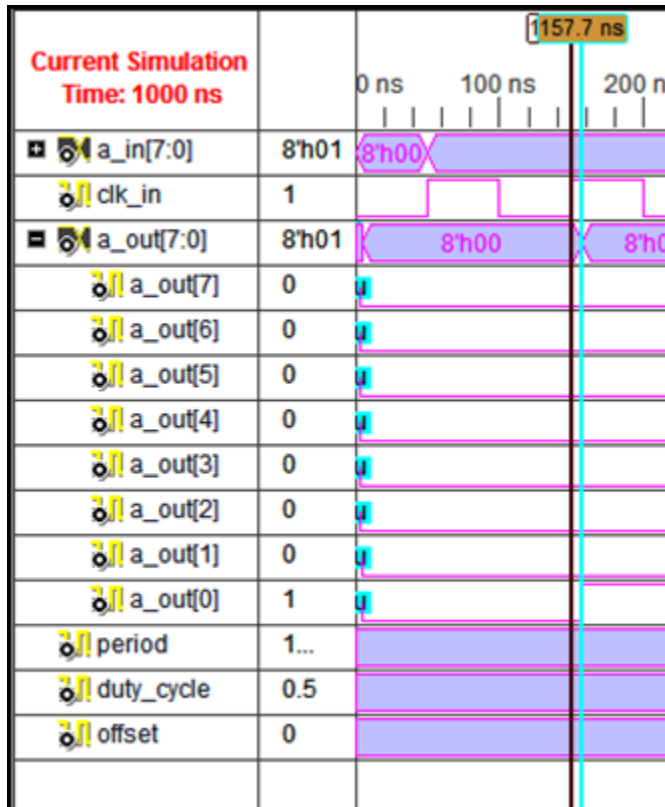 1157.7 ns
Current Simulation
Time: 1000 ns
0 ns 100 ns 200 n
a_in[7:0] 8'h01 8'h00
clk_in 1
a_out[7:0] 8'h01 8'h00 8'h0
a_out[7] 0 u
a_out[6] 0 u
a_out[5] 0 u
a_out[4] 0 u
a_out[3] 0 u
a_out[2] 0 u
a_out[1] 0 u
a_out[0] 1 u
period 1...
duty_cycle 0.5
offset 0